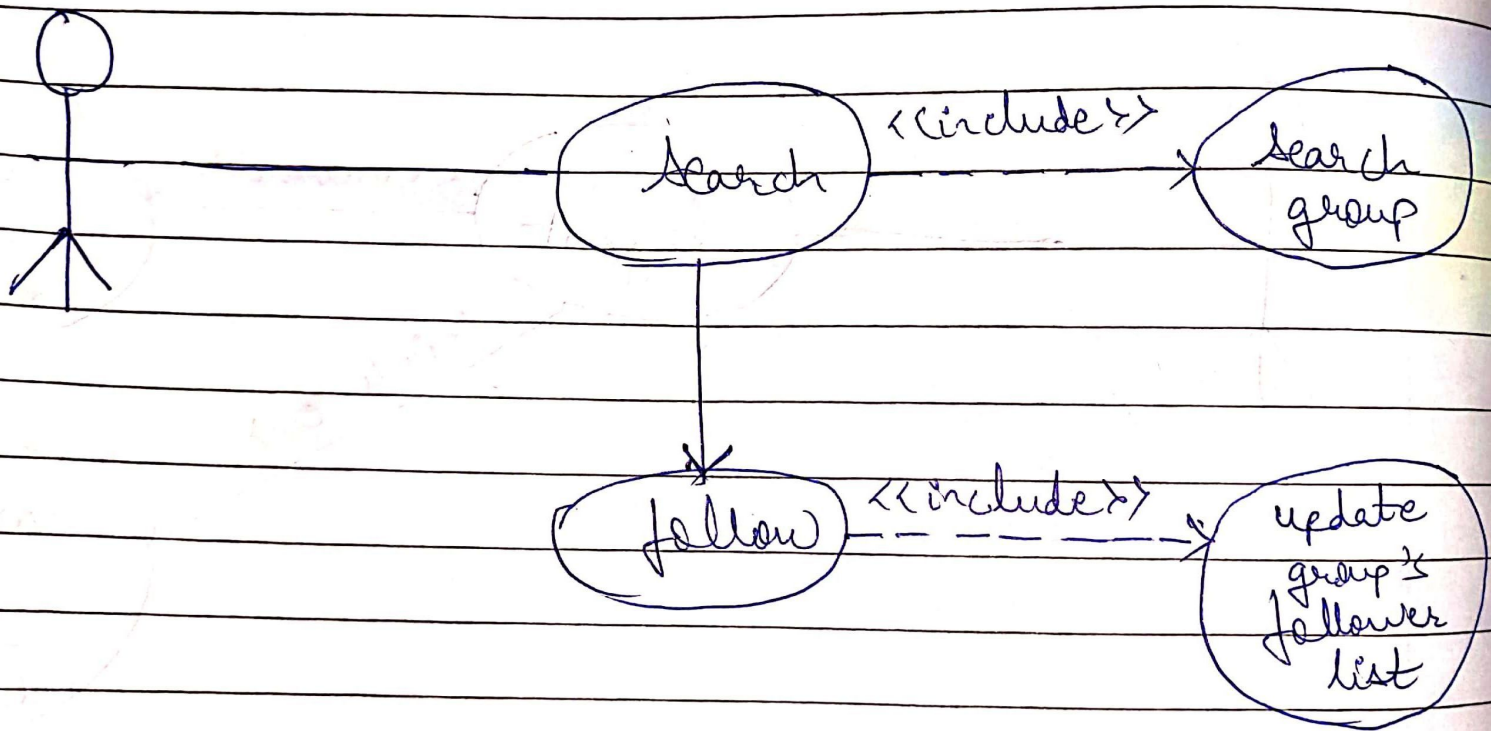 search
<<include>>
search
group
follow
<<include>>
update
group's
follower
list